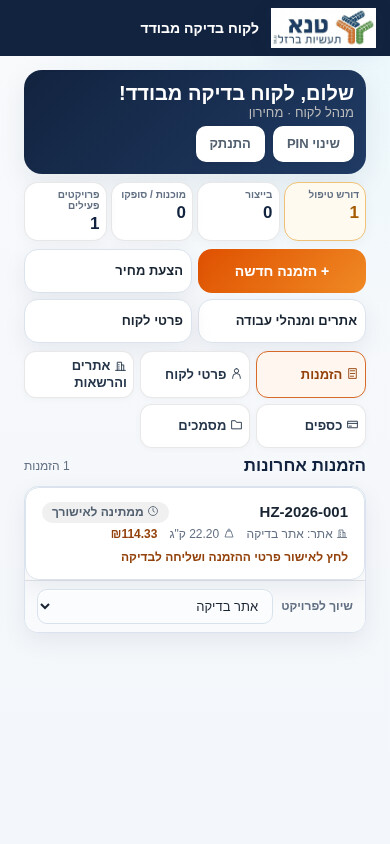 טנא
תעשיות ברזל
לקוח בדיקה מבודד
שלום, לקוח בדיקה מבודד!
מנהל לקוח · מחירון
שינוי PIN
התנתק
דורש טיפול
1
בייצור
0
מוכנות / סופקו
0
פרויקטים פעילים
1
+ הזמנה חדשה
הצעת מחיר
אתרים ומנהלי עבודה
פרטי לקוח
הזמנות
פרטי לקוח
אתרים והרשאות
כספים
מסמכים
הזמנות אחרונות
1 הזמנות
HZ-2026-001
ממתינה לאישורך
אתר: אתר בדיקה
22.20 ק"ג
₪114.33
לחץ לאישור פרטי ההזמנה ושליחה לבדיקה
שיוך לפרויקט
אתר בדיקה